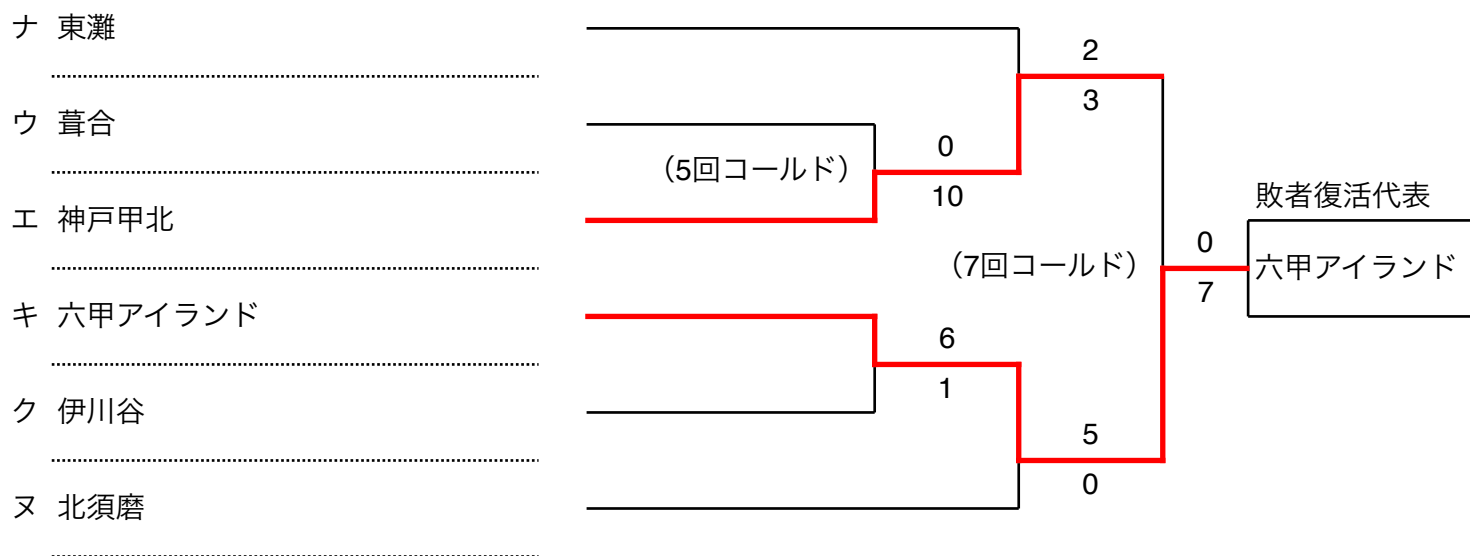 ナ 東灘
2
3
ウ 葺合
（5回コールド）
0
10
エ 神戸甲北
敗者復活代表
（7回コールド）
0
7
六甲アイランド
キ 六甲アイランド
6
1
ク 伊川谷
5
0
ヌ 北須磨